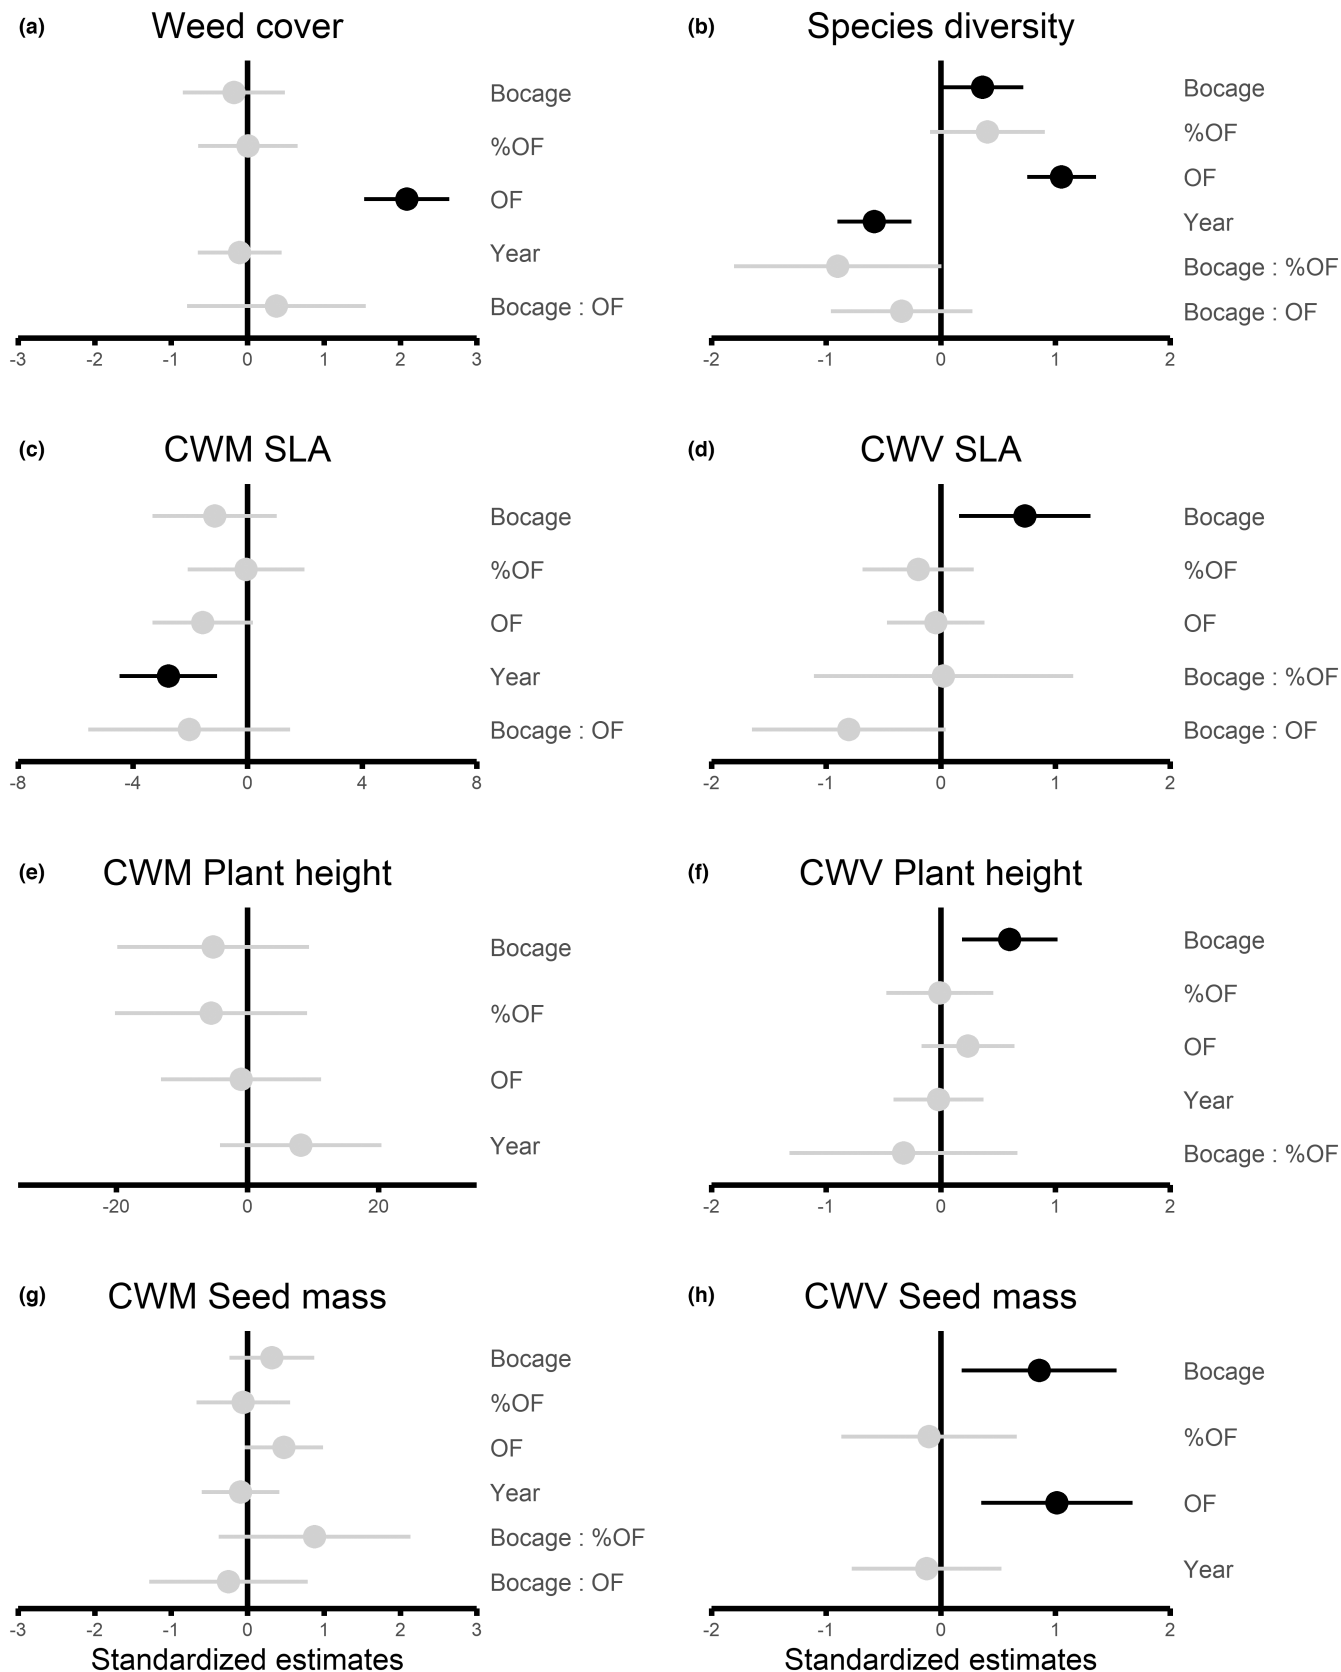 (a) Weed cover
Bocage
%OF
OF
Year
Bocage : OF
-3 -2 -1 0 1 2 3
(b) Species diversity
Bocage
%OF
OF
Year
Bocage : %OF
Bocage : OF
-2 -1 0 1 2
(c) CWM SLA
Bocage
%OF
OF
Year
Bocage : OF
-8 -4 0 4 8
(d) CWV SLA
Bocage
%OF
OF
Bocage : %OF
Bocage : OF
-2 -1 0 1 2
(e) CWM Plant height
Bocage
%OF
OF
Year
-20 0 20
(f) CWV Plant height
Bocage
%OF
OF
Year
Bocage : %OF
-2 -1 0 1 2
(g) CWM Seed mass
Bocage
%OF
OF
Year
Bocage : %OF
Bocage : OF
-3 -2 -1 0 1 2 3
Standardized estimates
(h) CWV Seed mass
Bocage
%OF
OF
Year
-2 -1 0 1 2
Standardized estimates